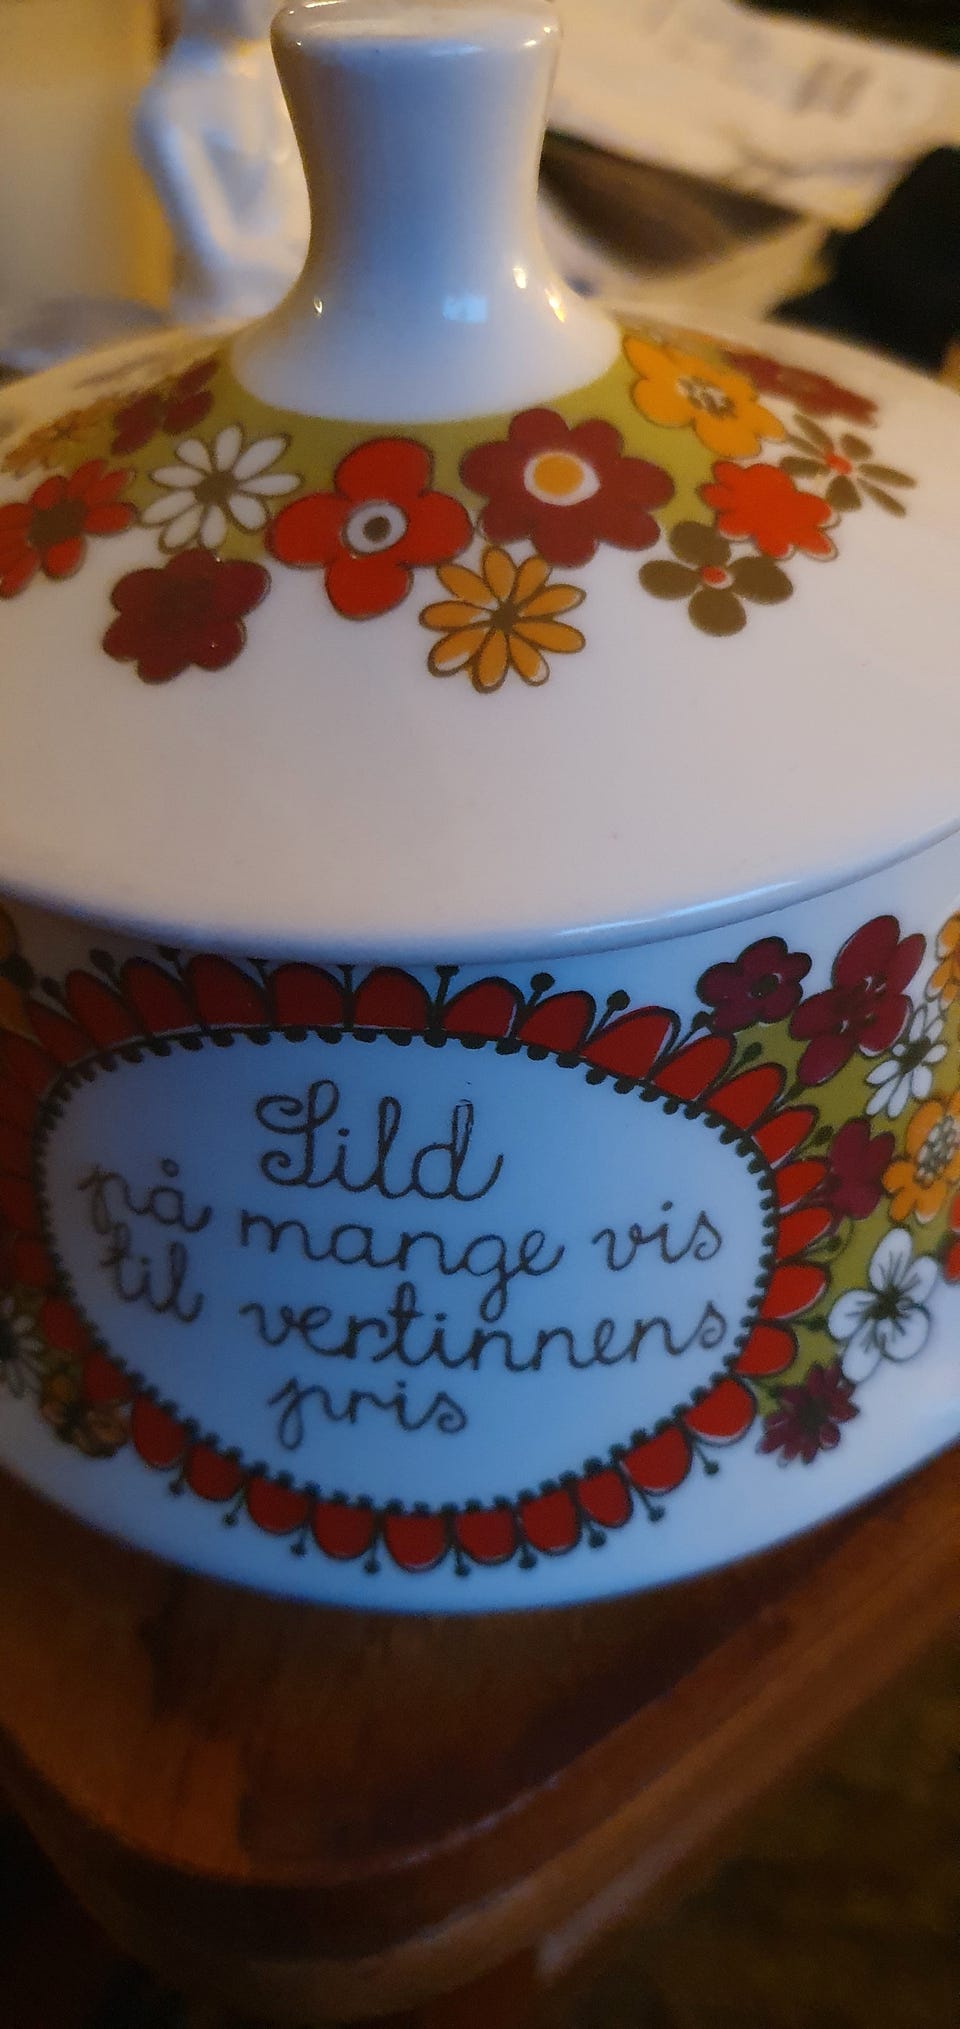 Sild
på mange vis
til vertinnens
pris